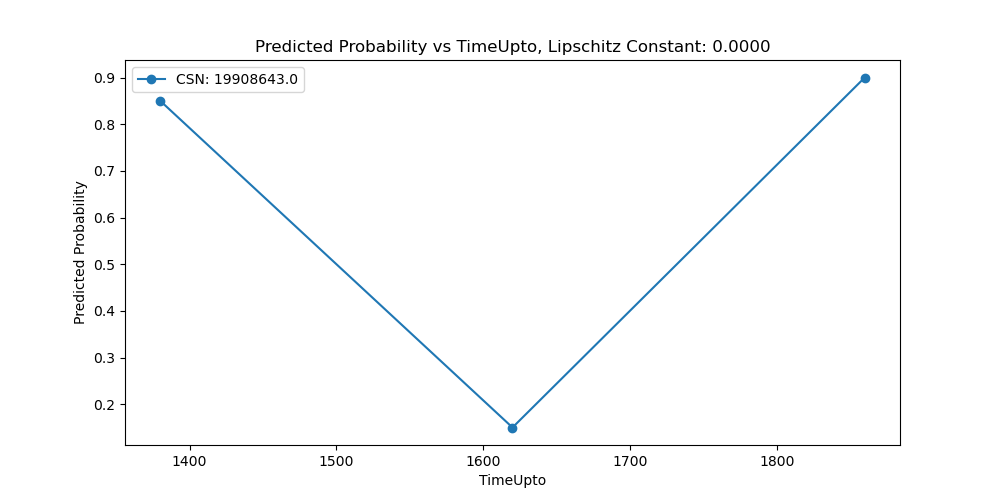 Predicted Probability vs TimeUpto, Lipschitz Constant: 0.0000
CSN: 19908643.0
0.9
0.8
0.7
0.6
0.5
0.4
0.3
0.2
Predicted Probability
1400 1500 1600 1700 1800
TimeUpto